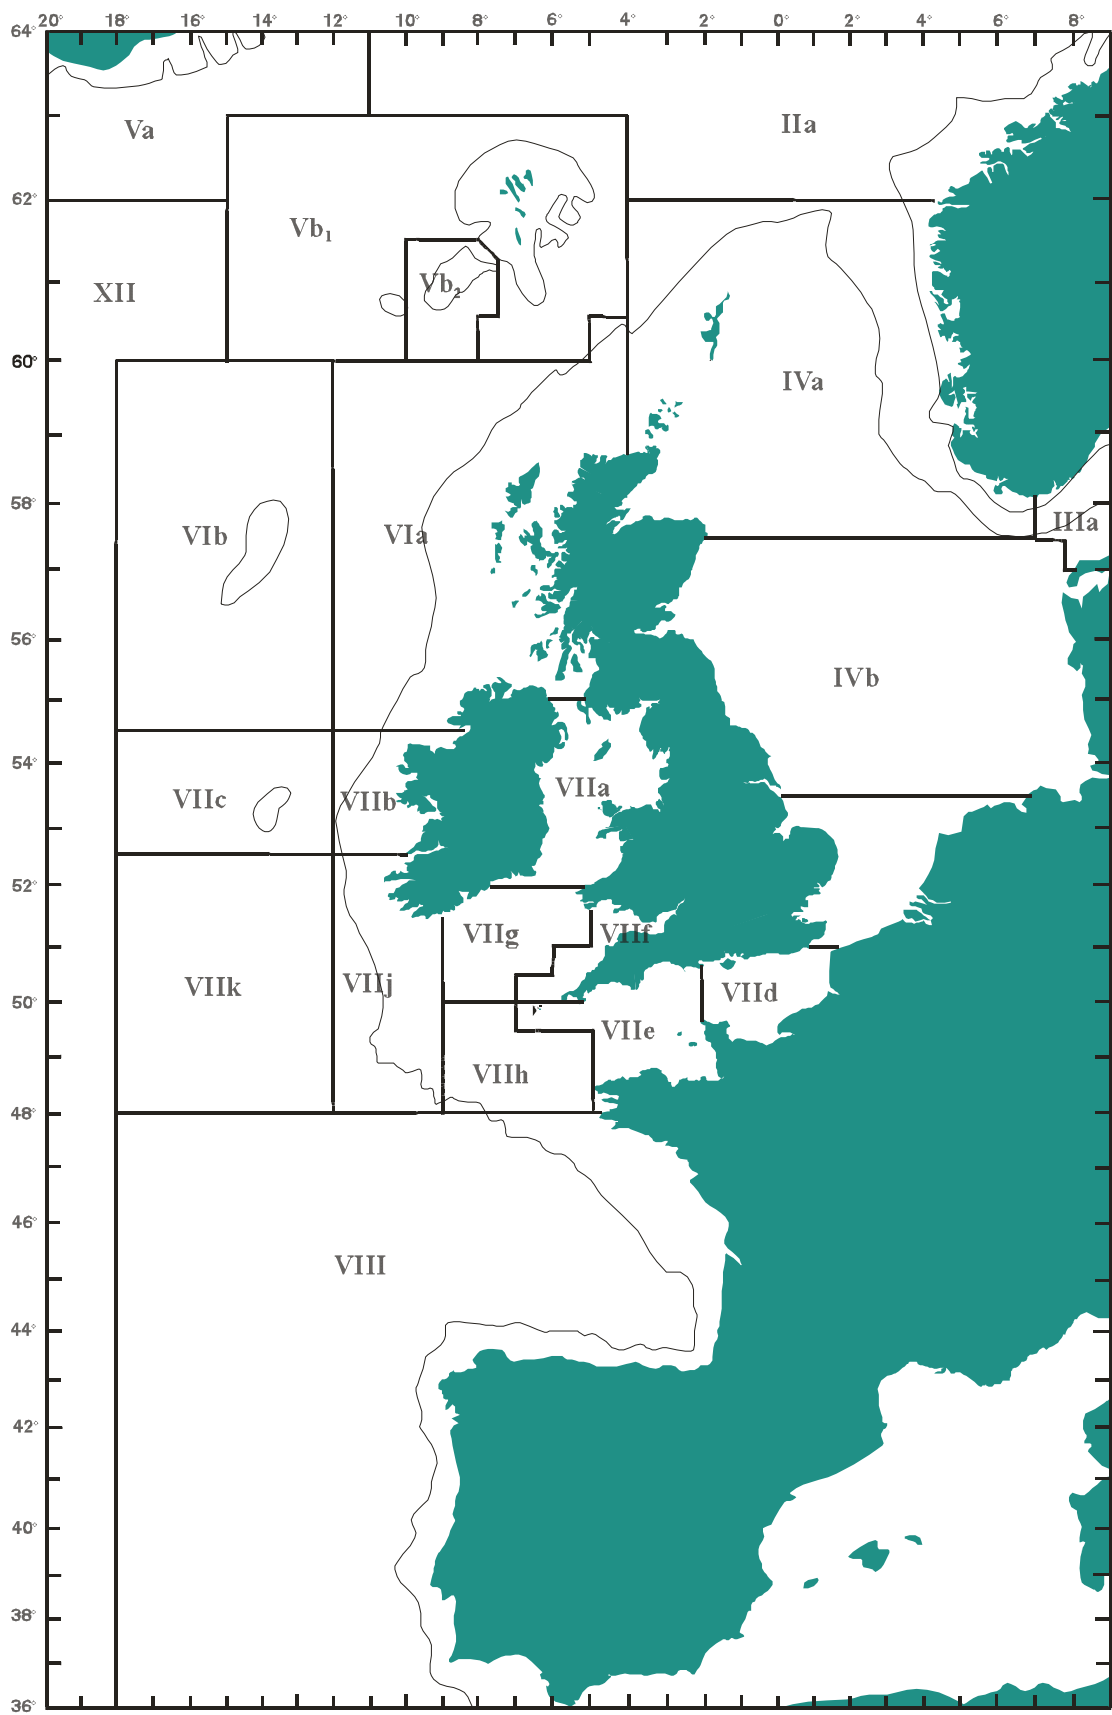 20° 18° 16° 14° 12° 10° 8° 6° 4° 2° 0° 2° 4° 6° 8°
64°
Va
IIa
62°
Vb1
Vb2
XII
60°
IVa
58°
IIIa
VIb
VIa
56°
IVb
54°
VIIa
VIIc
VIIb
52°
VIIg
VIIf
VIIk
VIIj
VIId
50°
VIIe
VIIh
48°
46°
VIII
44°
42°
40°
38°
36°